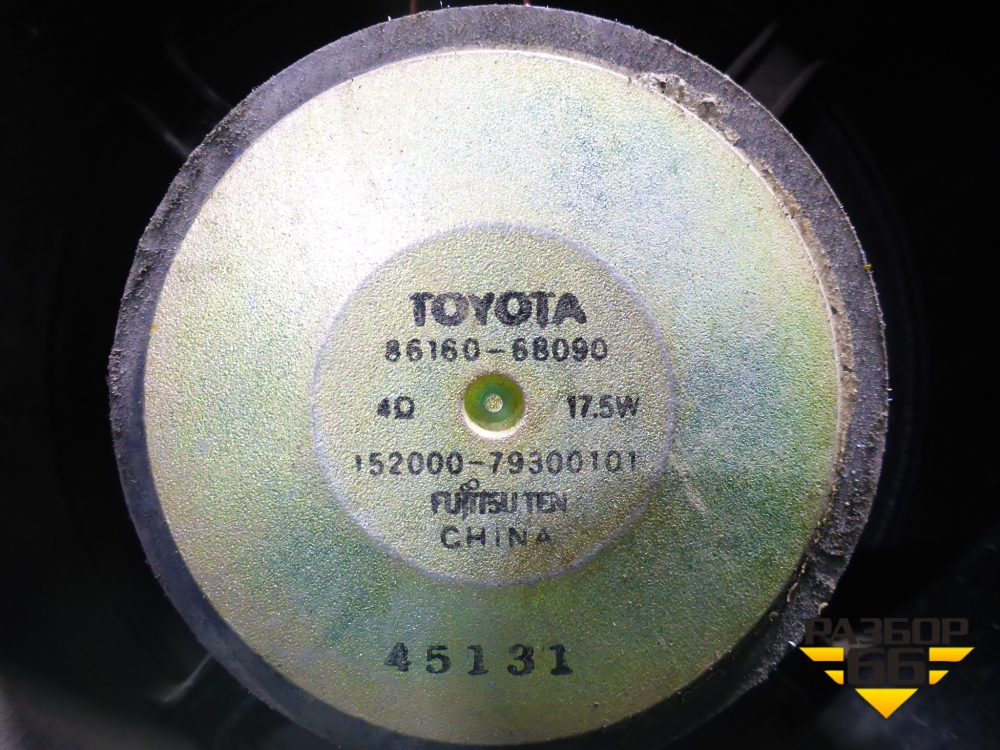 TOYOTA
86160-68090
4Ω 17.5W
152000-79300101
FUJITSU TEN
CHINA
45131
РАЗБОР
66